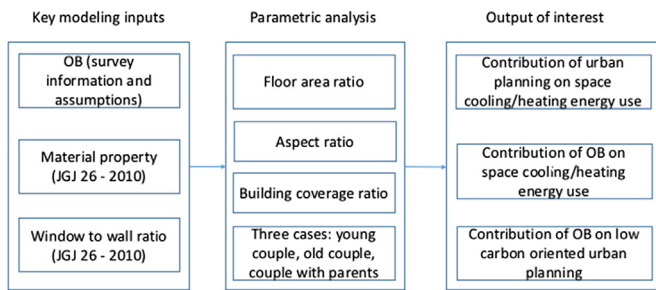 Key modeling inputs
OB (survey
information and
assumptions)
Material property
(JGJ 26 - 2010)
Window to wall ratio
(JGJ 26 - 2010)
Parametric analysis
Floor area ratio
Aspect ratio
Building coverage ratio
Three cases: young
couple, old couple,
couple with parents
Output of interest
Contribution of urban
planning on space
cooling/heating energy use
Contribution of OB on
space cooling/heating
energy use
Contribution of OB on low
carbon oriented urban
planning